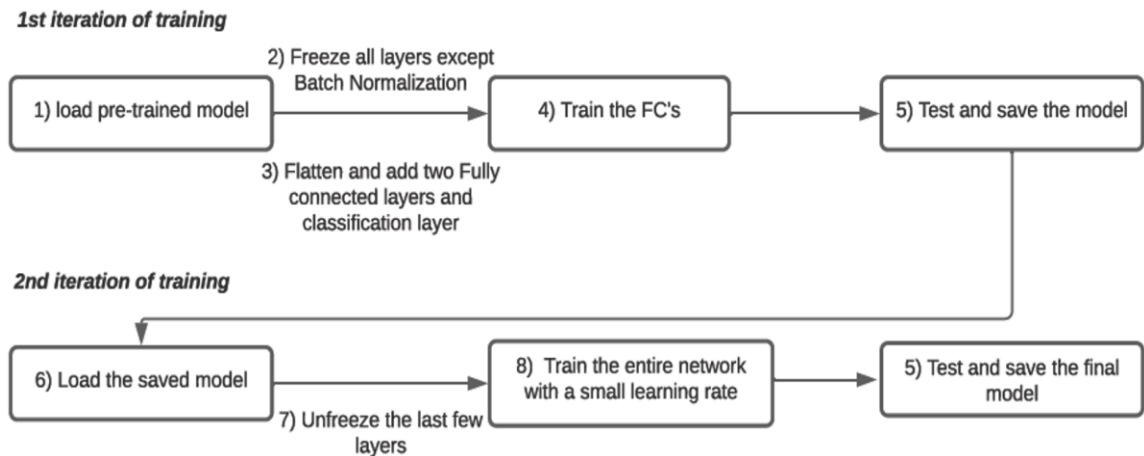 1st iteration of training
2) Freeze all layers except
Batch Normalization
1) load pre-trained model
4) Train the FC's
5) Test and save the model
3) Flatten and add two Fully
connected layers and
classification layer
2nd iteration of training
6) Load the saved model
8) Train the entire network
with a small learning rate
5) Test and save the final
model
7) Unfreeze the last few
layers